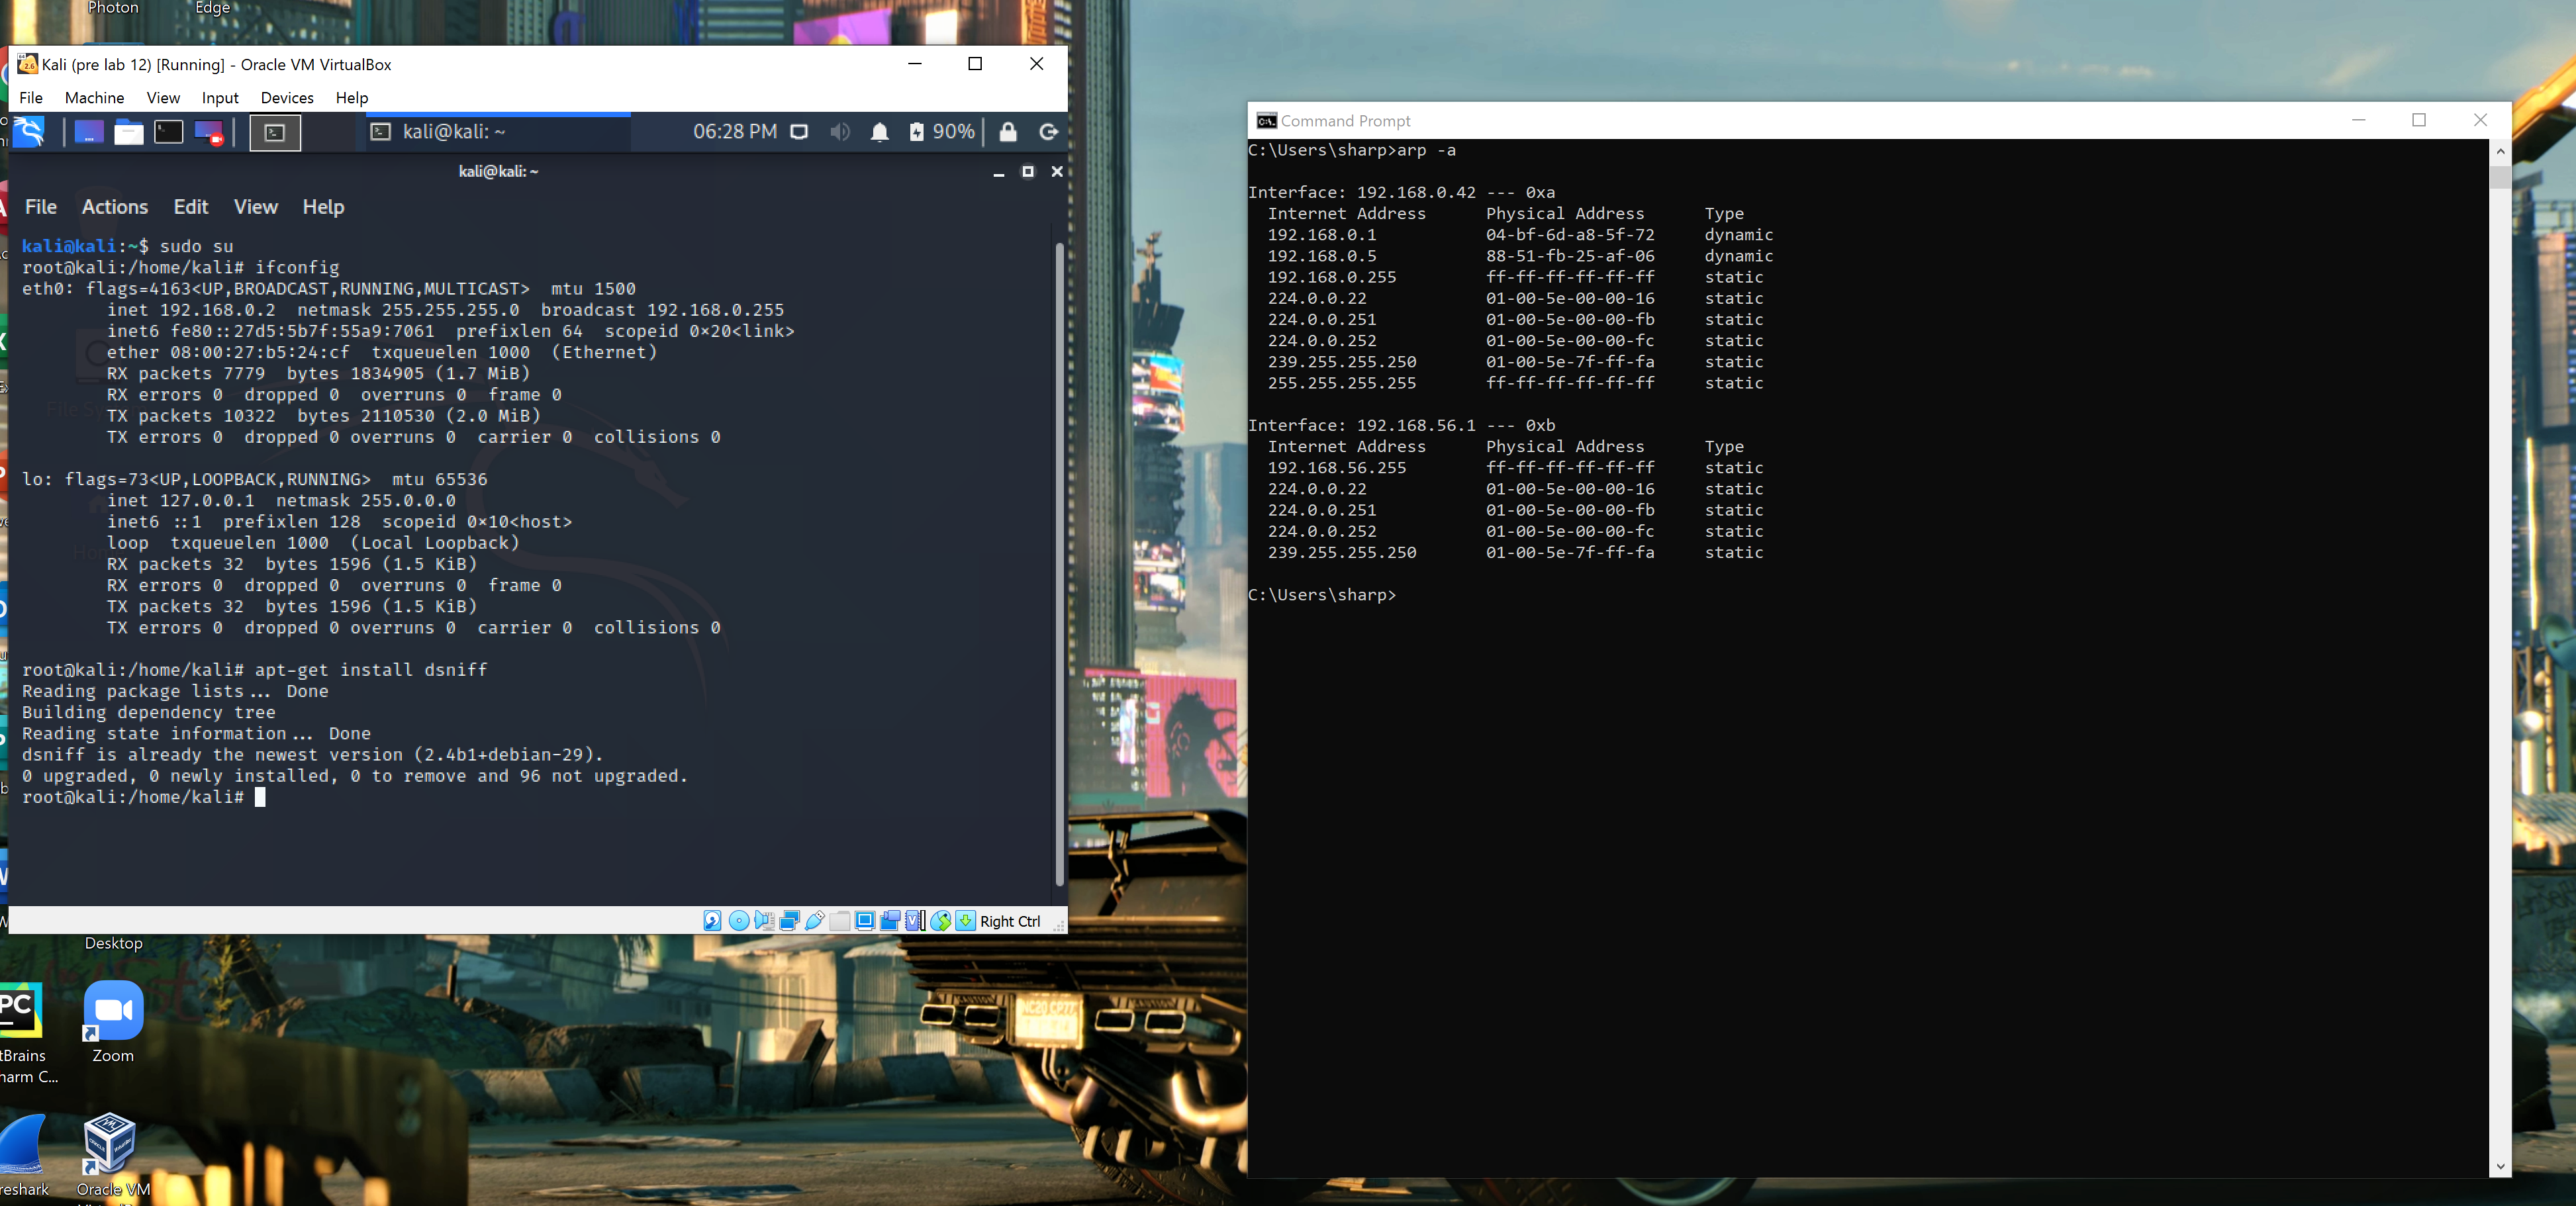 Photon
Edge
Kali (pre lab 12) [Running] - Oracle VM VirtualBox
File Machine View Input Devices Help
kali@kali: ~
06:28 PM
90%
kali@kali: ~
File Actions Edit View Help
kali@kali:~$ sudo su
root@kali:/home/kali# ifconfig
eth0: flags=4163<UP,BROADCAST,RUNNING,MULTICAST>  mtu 1500
        inet 192.168.0.2  netmask 255.255.255.0  broadcast 192.168.0.255
        inet6 fe80::27d5:5b7f:55a9:7061  prefixlen 64  scopeid 0×20<link>
        ether 08:00:27:b5:24:cf  txqueuelen 1000  (Ethernet)
        RX packets 7779  bytes 1834905 (1.7 MiB)
        RX errors 0  dropped 0  overruns 0  frame 0
        TX packets 10322  bytes 2110530 (2.0 MiB)
        TX errors 0  dropped 0 overruns 0  carrier 0  collisions 0
lo: flags=73<UP,LOOPBACK,RUNNING>  mtu 65536
        inet 127.0.0.1  netmask 255.0.0.0
        inet6 ::1  prefixlen 128  scopeid 0×10<host>
        loop  txqueuelen 1000  (Local Loopback)
        RX packets 32  bytes 1596 (1.5 KiB)
        RX errors 0  dropped 0  overruns 0  frame 0
        TX packets 32  bytes 1596 (1.5 KiB)
        TX errors 0  dropped 0 overruns 0  carrier 0  collisions 0
root@kali:/home/kali# apt-get install dsniff
Reading package lists... Done
Building dependency tree
Reading state information... Done
dsniff is already the newest version (2.4b1+debian-29).
0 upgraded, 0 newly installed, 0 to remove and 96 not upgraded.
root@kali:/home/kali#
Right Ctrl
Desktop
PC
tBrains
harm C...
Zoom
reshark
Oracle VM
Command Prompt
C:\Users\sharp>arp -a
Interface: 192.168.0.42 --- 0xa
  Internet Address      Physical Address      Type
  192.168.0.1           04-bf-6d-a8-5f-72     dynamic
  192.168.0.5           88-51-fb-25-af-06     dynamic
  192.168.0.255         ff-ff-ff-ff-ff-ff     static
  224.0.0.22            01-00-5e-00-00-16     static
  224.0.0.251           01-00-5e-00-00-fb     static
  224.0.0.252           01-00-5e-00-00-fc     static
  239.255.255.250       01-00-5e-7f-ff-fa     static
  255.255.255.255       ff-ff-ff-ff-ff-ff     static
Interface: 192.168.56.1 --- 0xb
  Internet Address      Physical Address      Type
  192.168.56.255        ff-ff-ff-ff-ff-ff     static
  224.0.0.22            01-00-5e-00-00-16     static
  224.0.0.251           01-00-5e-00-00-fb     static
  224.0.0.252           01-00-5e-00-00-fc     static
  239.255.255.250       01-00-5e-7f-ff-fa     static
C:\Users\sharp>